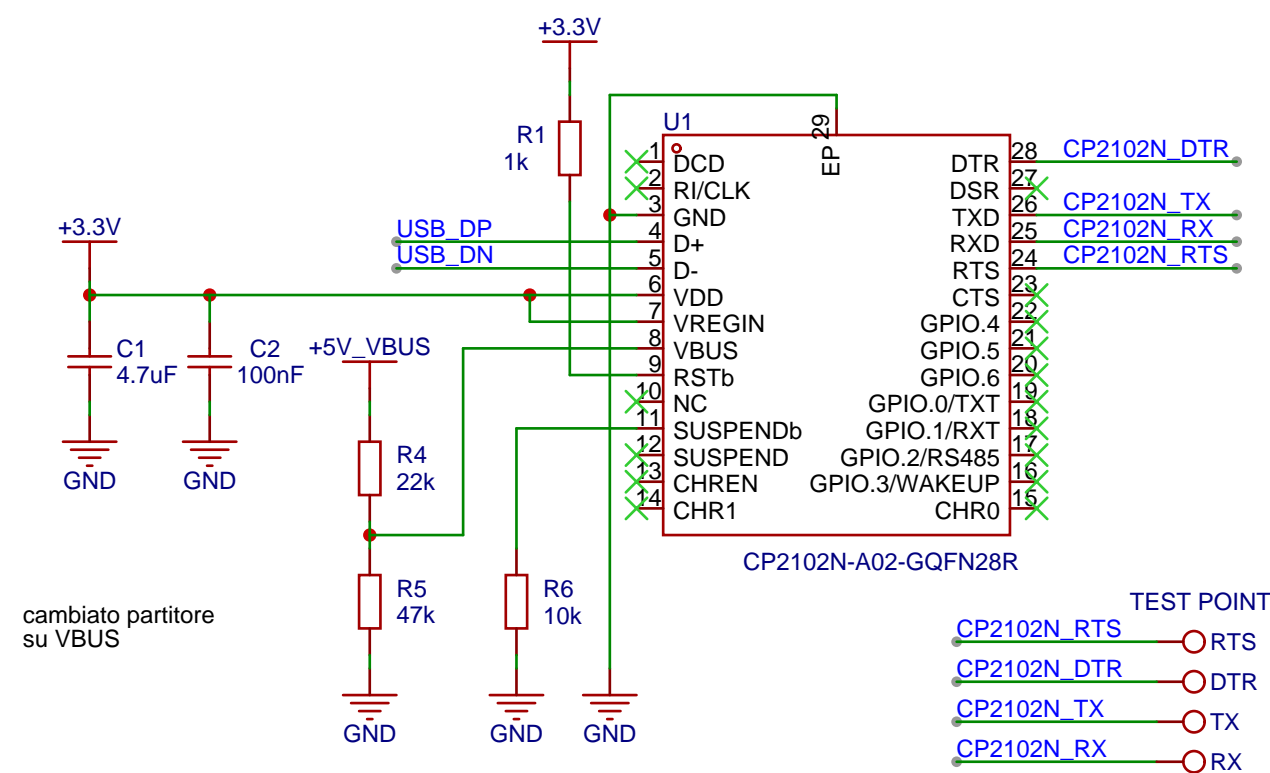 +3.3V
R1
1k
U1
29
EP
1
DCD
2
RI/CLK
3
GND
4
D+
5
D-
6
VDD
7
VREGIN
8
VBUS
9
RSTb
10
NC
11
SUSPENDb
12
SUSPEND
13
CHREN
14
CHR1
28
DTR
27
DSR
26
TXD
25
RXD
24
RTS
23
CTS
22
GPIO.4
21
GPIO.5
20
GPIO.6
19
GPIO.0/TXT
18
GPIO.1/RXT
17
GPIO.2/RS485
16
GPIO.3/WAKEUP
15
CHR0
CP2102N_DTR
CP2102N_TX
CP2102N_RX
CP2102N_RTS
USB_DP
USB_DN
+3.3V
C1
4.7uF
C2
100nF
GND
GND
+5V_VBUS
R4
22k
R5
47k
R6
10k
GND
GND
GND
CP2102N-A02-GQFN28R
cambiato partitore
su VBUS
TEST POINT
CP2102N_RTS
RTS
CP2102N_DTR
DTR
CP2102N_TX
TX
CP2102N_RX
RX